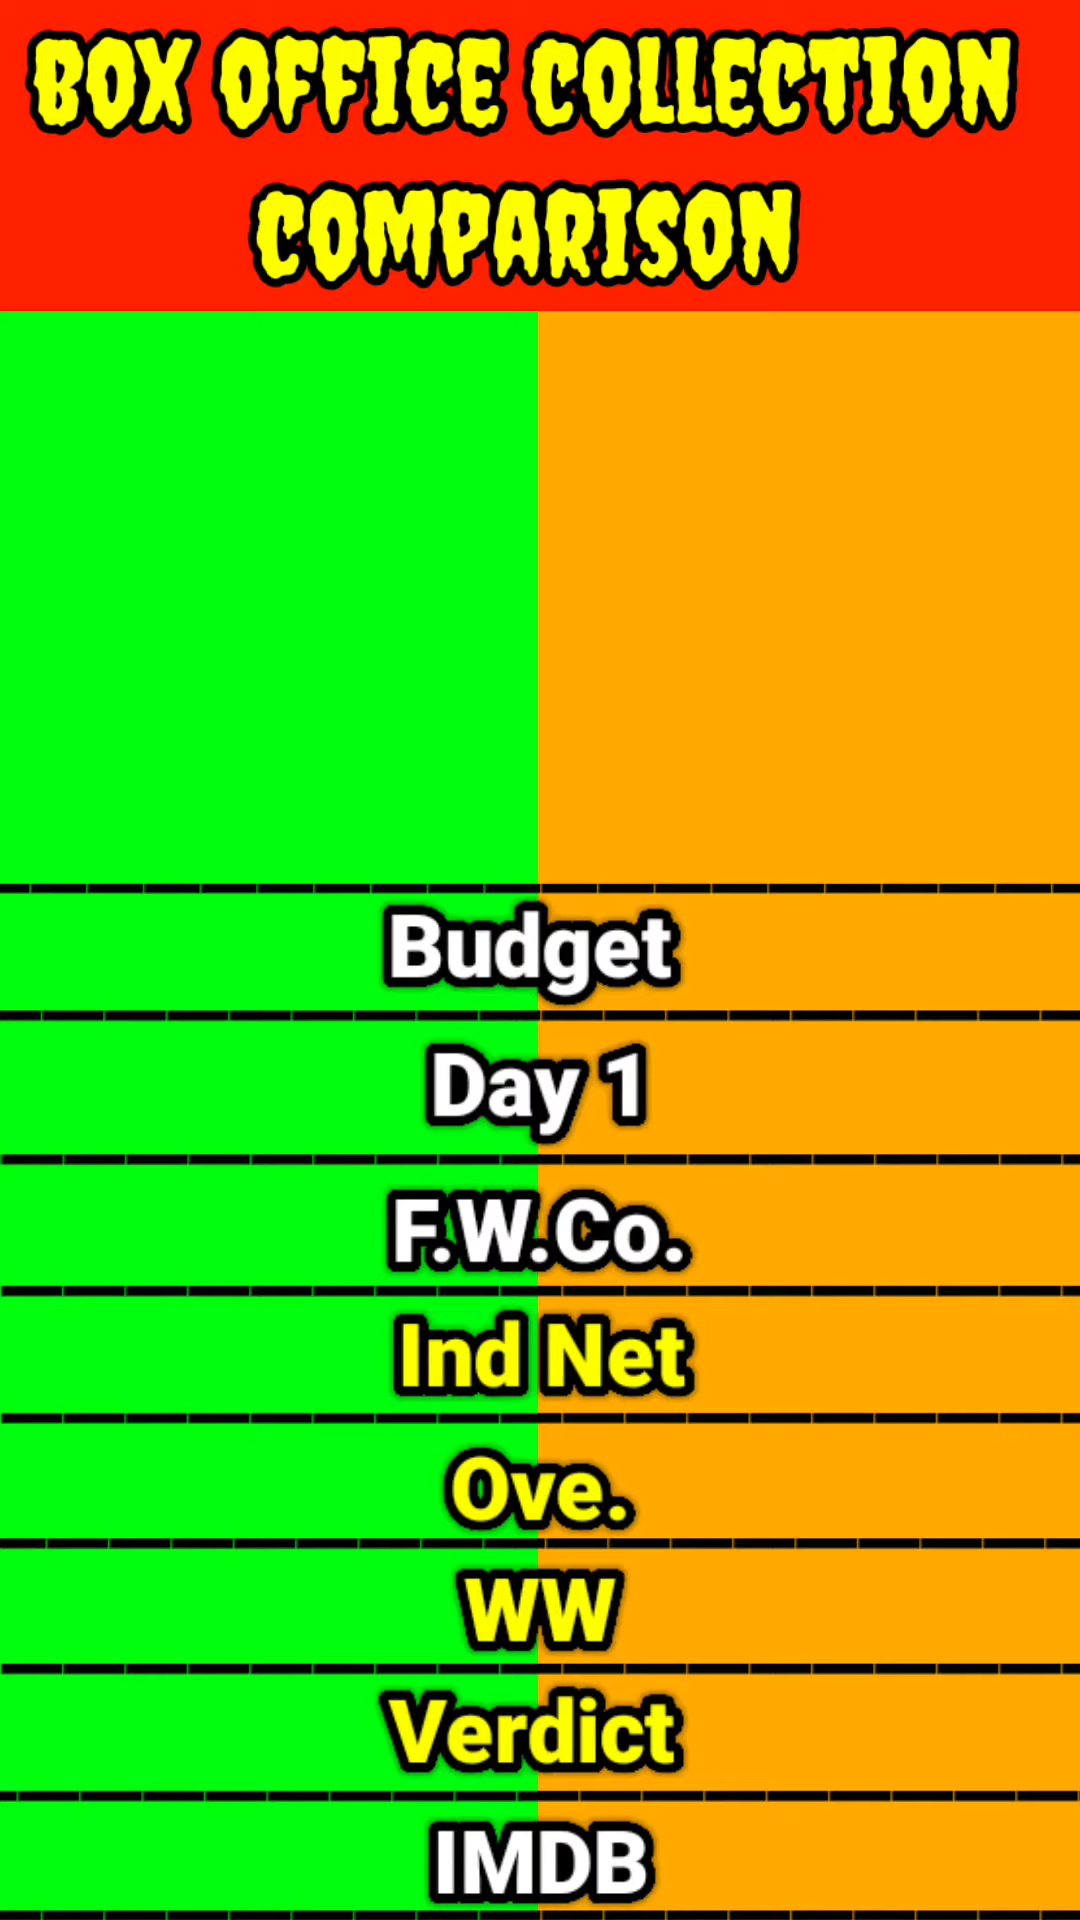 BOX OFFICE COLLECTION
COMPARISON
Budget
Day 1
F.W.Co.
Ind Net
Ove.
WW
Verdict
IMDB